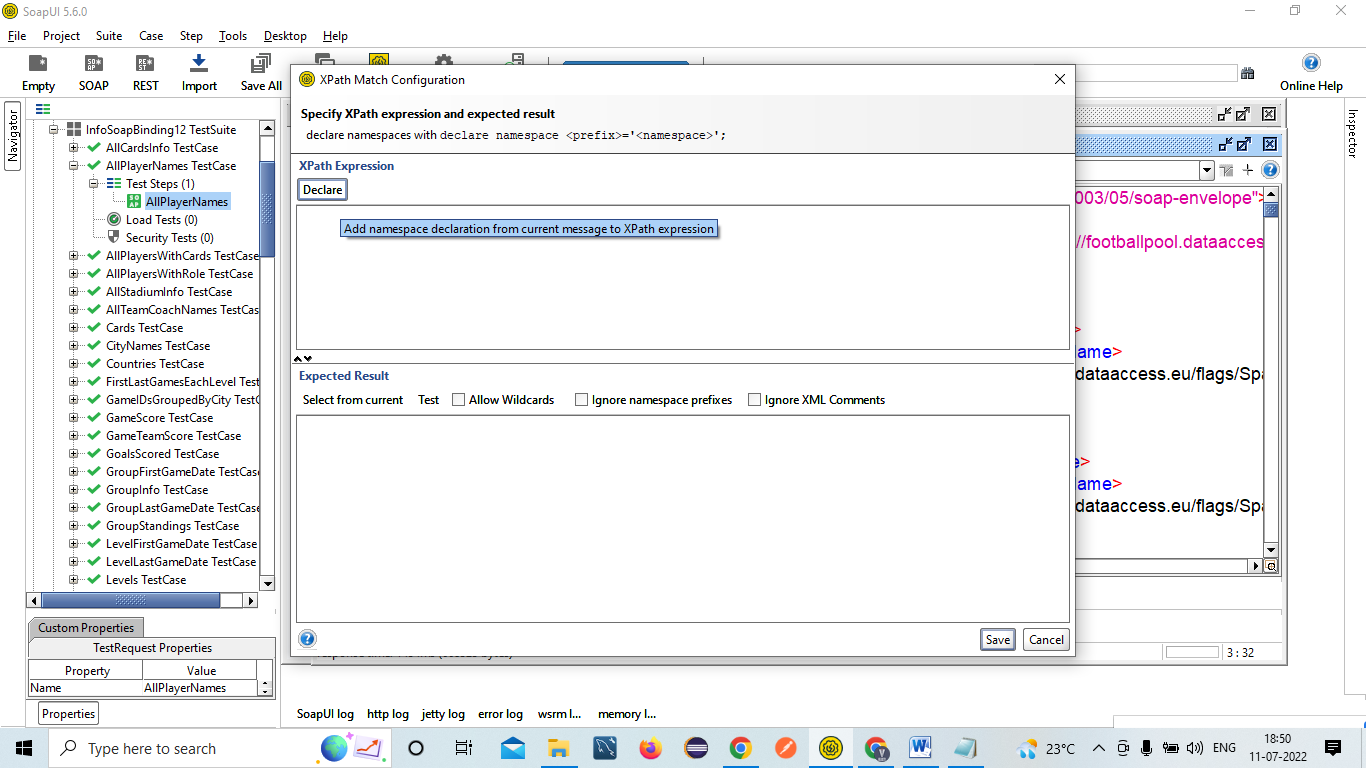 SoapUI 5.6.0
File Project Suite Case Step Tools Desktop Help
Empty SOAP REST Import Save All Online Help
XPath Match Configuration
Specify XPath expression and expected result
declare namespaces with declare namespace <prefix>='<namespace>';
XPath Expression
Declare
Add namespace declaration from current message to XPath expression
Expected Result
Select from current Test Allow Wildcards Ignore namespace prefixes Ignore XML Comments
Save Cancel
Navigator
InfoSoapBinding12 TestSuite
AllCardsInfo TestCase
AllPlayerNames TestCase
Test Steps (1)
AllPlayerNames
Load Tests (0)
Security Tests (0)
AllPlayersWithCards TestCase
AllPlayersWithRole TestCase
AllStadiumInfo TestCase
AllTeamCoachNames TestCas
Cards TestCase
CityNames TestCase
Countries TestCase
FirstLastGamesEachLevel Test
GameIDsGroupedByCity TestC
GameScore TestCase
GameTeamScore TestCase
GoalsScored TestCase
GroupFirstGameDate TestCase
GroupInfo TestCase
GroupLastGameDate TestCase
GroupStandings TestCase
LevelFirstGameDate TestCase
LevelLastGameDate TestCase
Levels TestCase
Custom Properties
TestRequest Properties
Property Value
Name AllPlayerNames
Properties
Inspector
003/05/soap-envelope">
//footballpool.dataacces
>
ame>
dataaccess.eu/flags/Spa
e>
ame>
dataaccess.eu/flags/Spa
3 : 32
SoapUI log http log jetty log error log wsrm l... memory l...
Type here to search
23°C ENG
18:50
11-07-2022